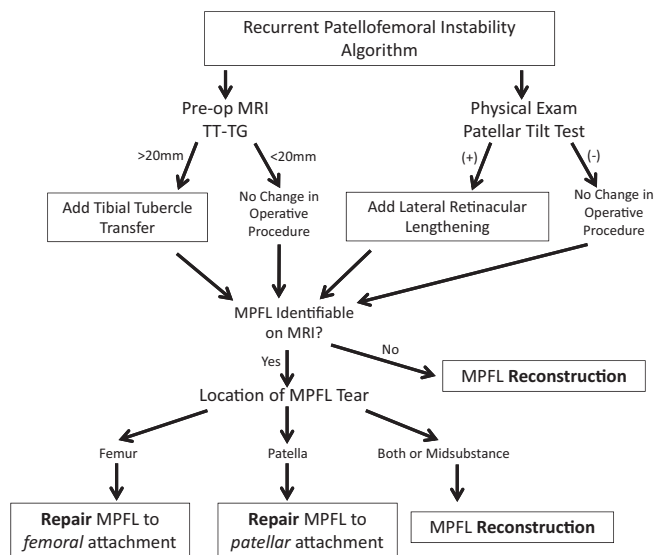 Recurrent Patellofemoral Instability
Algorithm
Pre-op MRI
TT-TG
Physical Exam
Patellar Tilt Test
>20mm
<20mm
(+)
(-)
Add Tibial Tubercle
Transfer
No Change in
Operative
Procedure
Add Lateral Retinacular
Lengthening
No Change in
Operative
Procedure
MPFL Identifiable
on MRI?
Yes
No
MPFL Reconstruction
Location of MPFL Tear
Femur
Patella
Both or Midsubstance
Repair MPFL to
femoral attachment
Repair MPFL to
patellar attachment
MPFL Reconstruction